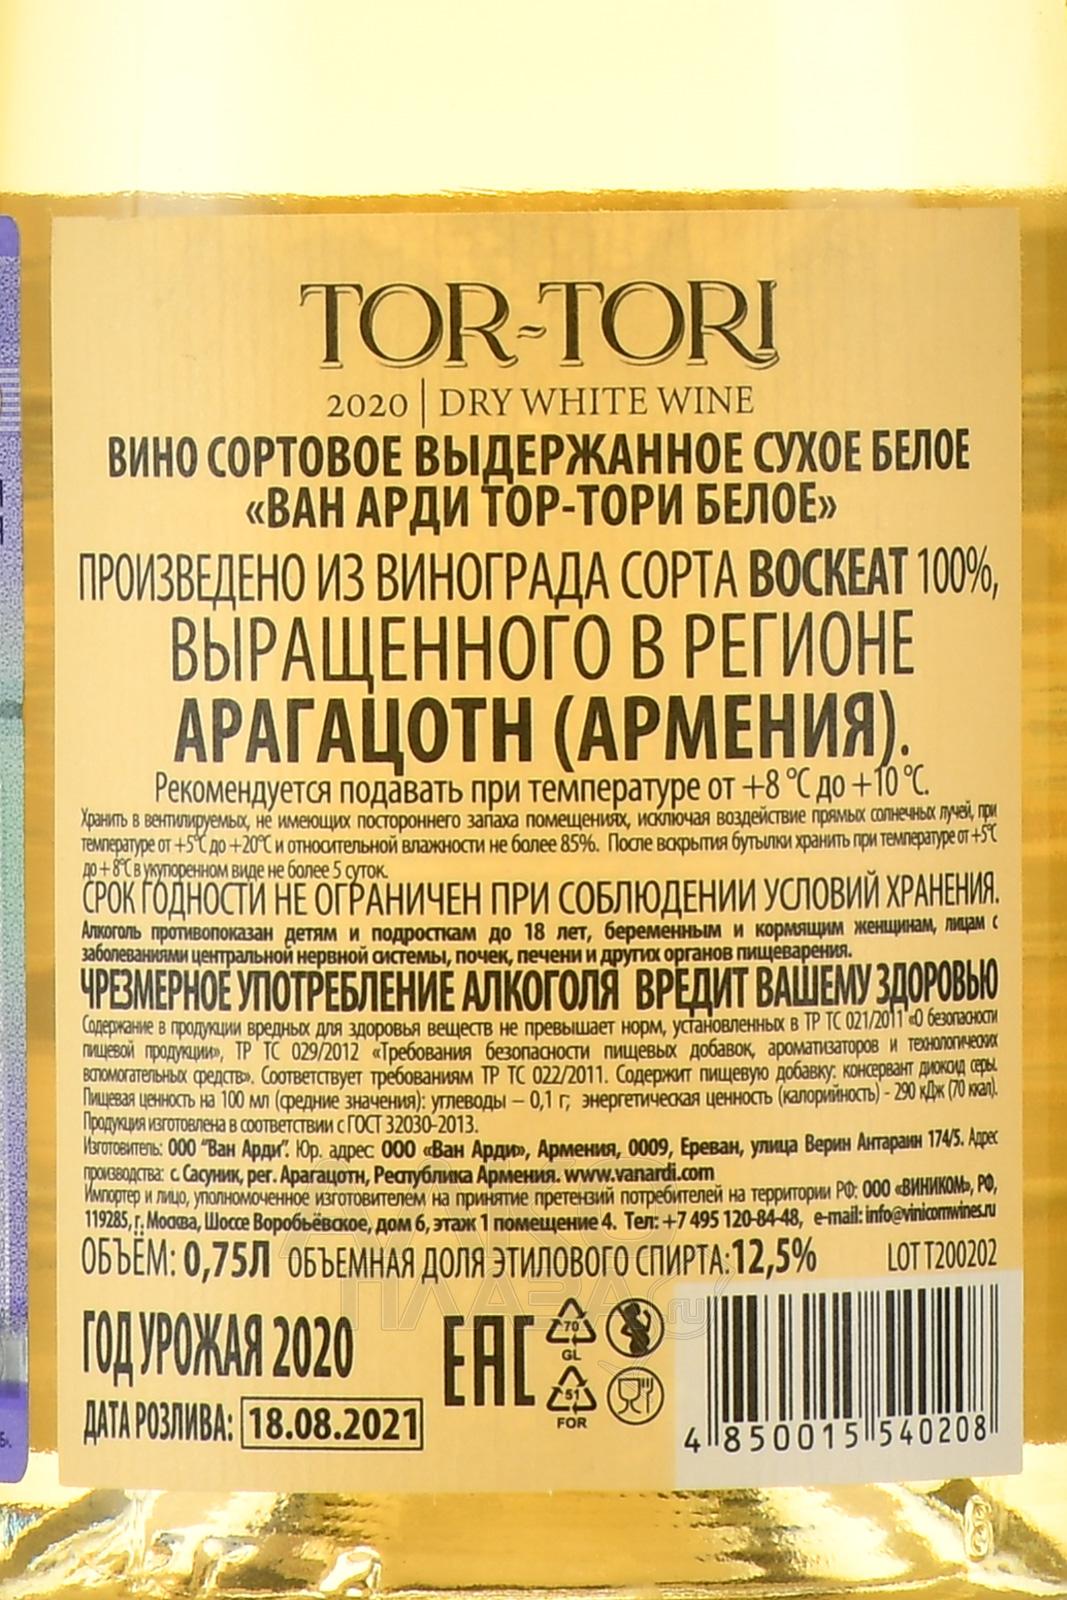 TOR-TORI
2020 | DRY WHITE WINE
ВИНО СОРТОВОЕ ВЫДЕРЖАННОЕ СУХОЕ БЕЛОЕ
«ВАН АРДИ ТОР-ТОРИ БЕЛОЕ»
ПРОИЗВЕДЕНО ИЗ ВИНОГРАДА СОРТА ВОСКЕАТ 100%,
ВЫРАЩЕННОГО В РЕГИОНЕ
АРАГАЦОТН (АРМЕНИЯ).
Рекомендуется подавать при температуре от +8 °C до +10 °C.
Хранить в вентилируемых, не имеющих постороннего запаха помещениях, исключая воздействие прямых солнечных лучей, при
температуре от +5°C до +20°C и относительной влажности не более 85%. После вскрытия бутылки хранить при температуре от +5°C
до +8°C в укупоренном виде не более 5 суток.
СРОК ГОДНОСТИ НЕ ОГРАНИЧЕН ПРИ СОБЛЮДЕНИИ УСЛОВИЙ ХРАНЕНИЯ.
Алкоголь противопоказан детям и подросткам до 18 лет, беременным и кормящим женщинам, лицам с
заболеваниями центральной нервной системы, почек, печени и других органов пищеварения.
ЧРЕЗМЕРНОЕ УПОТРЕБЛЕНИЕ АЛКОГОЛЯ ВРЕДИТ ВАШЕМУ ЗДОРОВЬЮ
Содержание в продукции вредных для здоровья веществ не превышает норм, установленных в ТР ТС 021/2011 «О безопасности
пищевой продукции», ТР ТС 029/2012 «Требования безопасности пищевых добавок, ароматизаторов и технологических
вспомогательных средств». Соответствует требованиям ТР ТС 022/2011. Содержит пищевую добавку: консервант диоксид серы.
Пищевая ценность на 100 мл (средние значения): углеводы – 0,1 г; энергетическая ценность (калорийность) - 290 кДж (70 ккал).
Продукция изготовлена в соответствии с ГОСТ 32030-2013.
Изготовитель: ООО "Ван Арди". Юр. адрес: ООО «Ван Арди», Армения, 0009, Ереван, улица Верин Антараин 174/5. Адрес
производства: с. Сасуник, рег. Арагацотн, Республика Армения. www.vanardi.com
Импортер и лицо, уполномоченное изготовителем на принятие претензий потребителей на территории РФ: ООО «ВИНИКОМ», РФ,
119285, г. Москва, Шоссе Воробьёвское, дом 6, этаж 1 помещение 4. Тел: +7 495 120-84-48, e-mail: info@vinicomwines.ru
ОБЪЁМ: 0,75Л ОБЪЕМНАЯ ДОЛЯ ЭТИЛОВОГО СПИРТА: 12,5% LOT T200202
ГОД УРОЖАЯ 2020
ДАТА РОЗЛИВА: 18.08.2021
EAC
70
GL
51
FOR
4 850015 540208